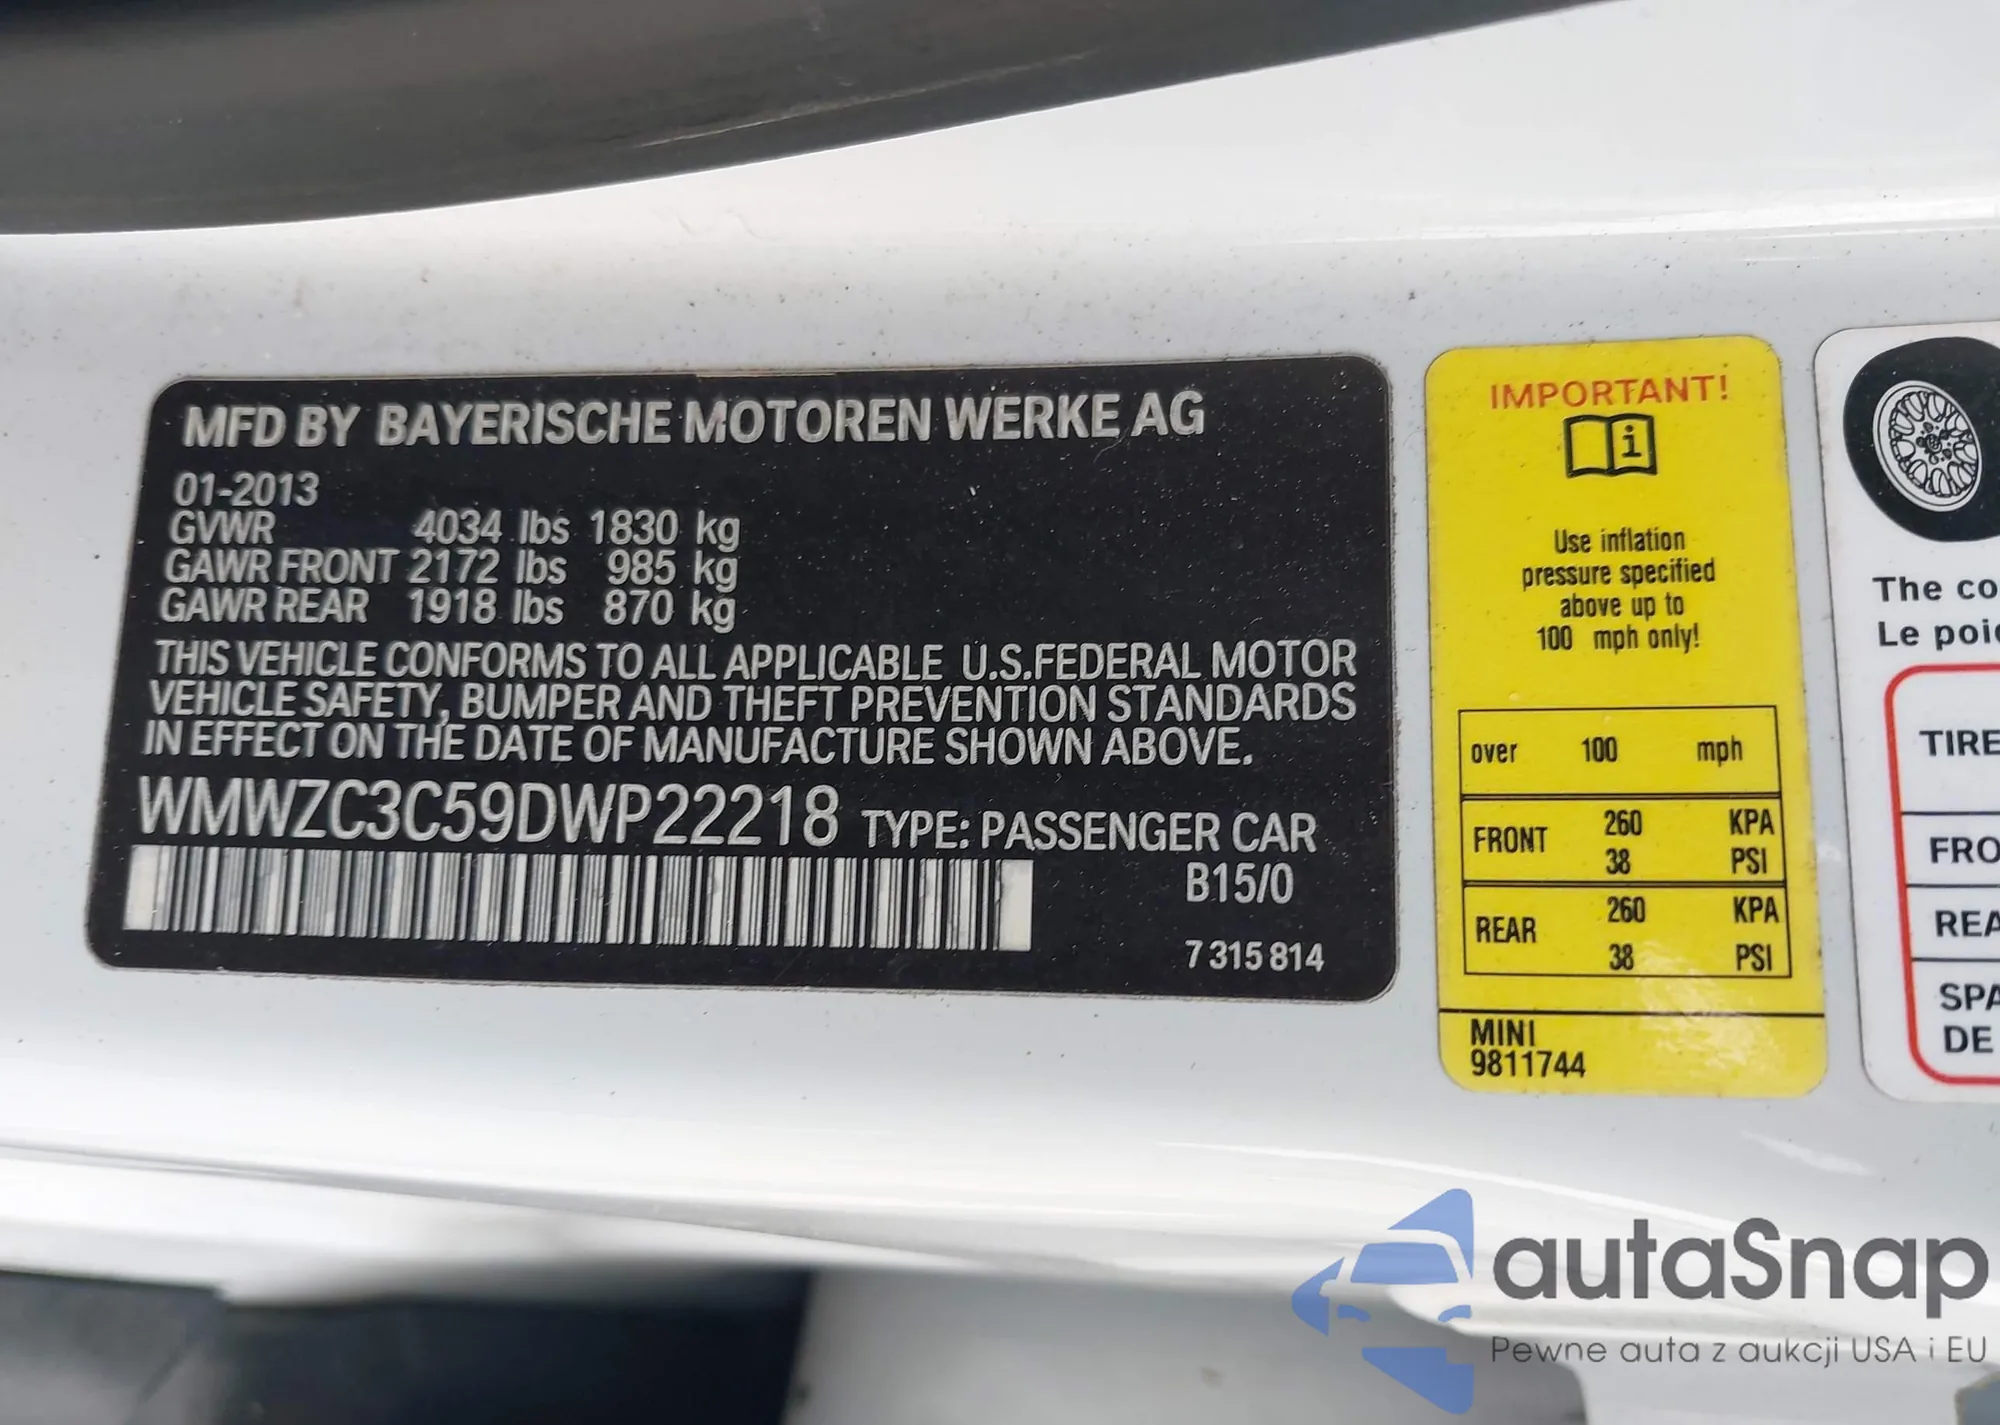 MFD BY BAYERISCHE MOTOREN WERKE AG
01-2013
GVWR 4034 lbs 1830 kg
GAWR FRONT 2172 lbs 985 kg
GAWR REAR 1918 lbs 870 kg
THIS VEHICLE CONFORMS TO ALL APPLICABLE U.S.FEDERAL MOTOR
VEHICLE SAFETY, BUMPER AND THEFT PREVENTION STANDARDS
IN EFFECT ON THE DATE OF MANUFACTURE SHOWN ABOVE.
WMWZC3C59DWP22218 TYPE: PASSENGER CAR
B15/0
7 315 814
IMPORTANT!
i
Use inflation
pressure specified
above up to
100 mph only!
over 100 mph
FRONT 260 KPA
38 PSI
REAR 260 KPA
38 PSI
MINI
9811744
The co
Le poid
TIRE
FRO
REA
SPA
DE
autaSnap
Pewne auta z aukcji USA i EU